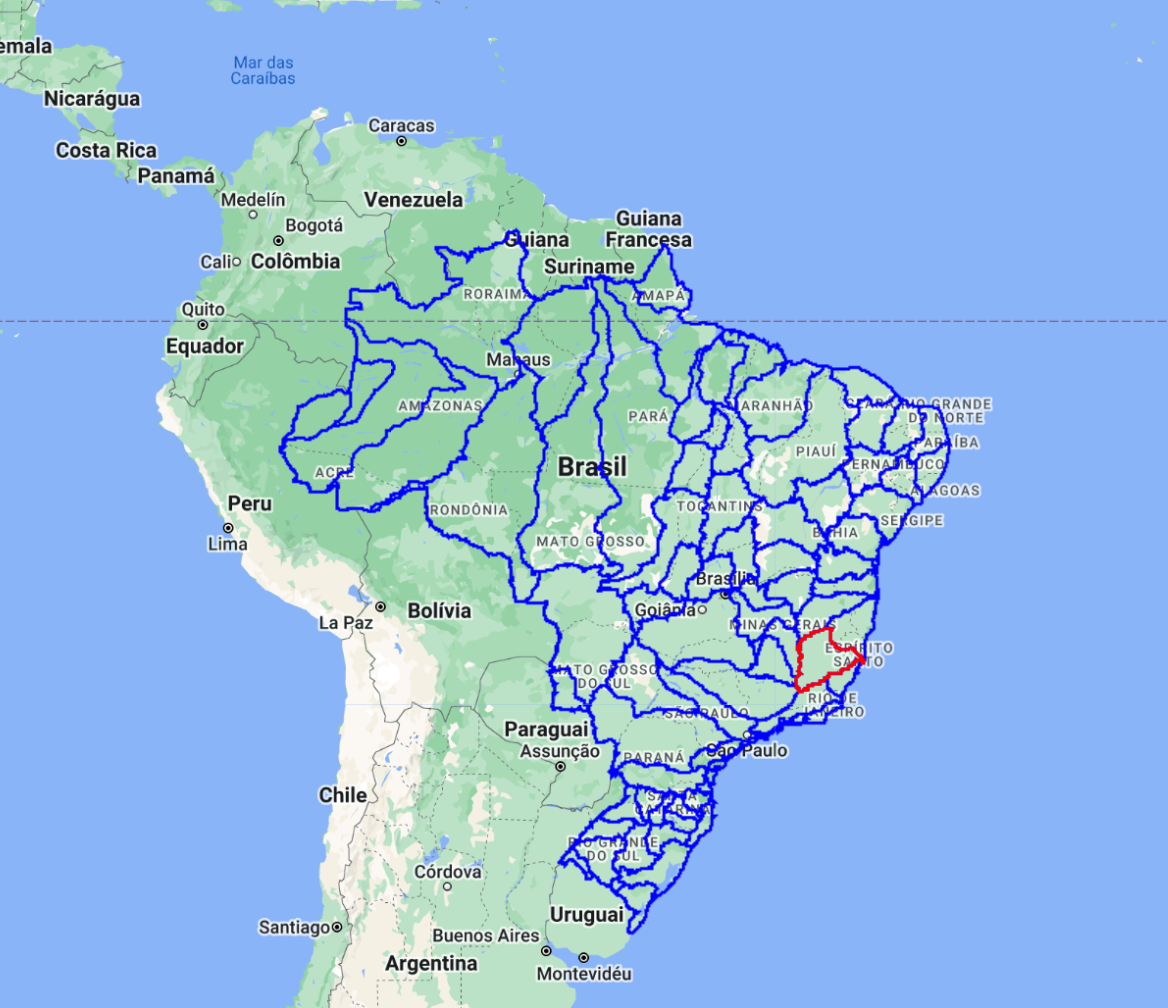 emala
Mar das
Caraíbas
Nicarágua
Caracas
Costa Rica
Panamá
Medelín
Venezuela
Bogotá
Guiana
Francesa
Guiana
Cali
Colômbia
Suriname
RORAIMA
AMAPÁ
Quito
Equador
Manaus
AMAZONAS
PARÁ
MARANHÃO
CEARÁ
RIO GRANDE
DO NORTE
PARAÍBA
PIAUÍ
PERNAMBUCO
ACRE
Brasil
ALAGOAS
Peru
RONDÔNIA
TOCANTINS
SERGIPE
Lima
MATO GROSSO
BAHIA
Brasília
La Paz
Bolívia
Goiânia
MINAS GERAIS
ESPÍRITO
SANTO
MATO GROSSO
DO SUL
RIO DE
JANEIRO
SÃO PAULO
Paraguai
Assunção
São Paulo
PARANÁ
Chile
SANTA
CATARINA
RIO GRANDE
DO SUL
Córdova
Uruguai
Santiago
Buenos Aires
Argentina
Montevidéu